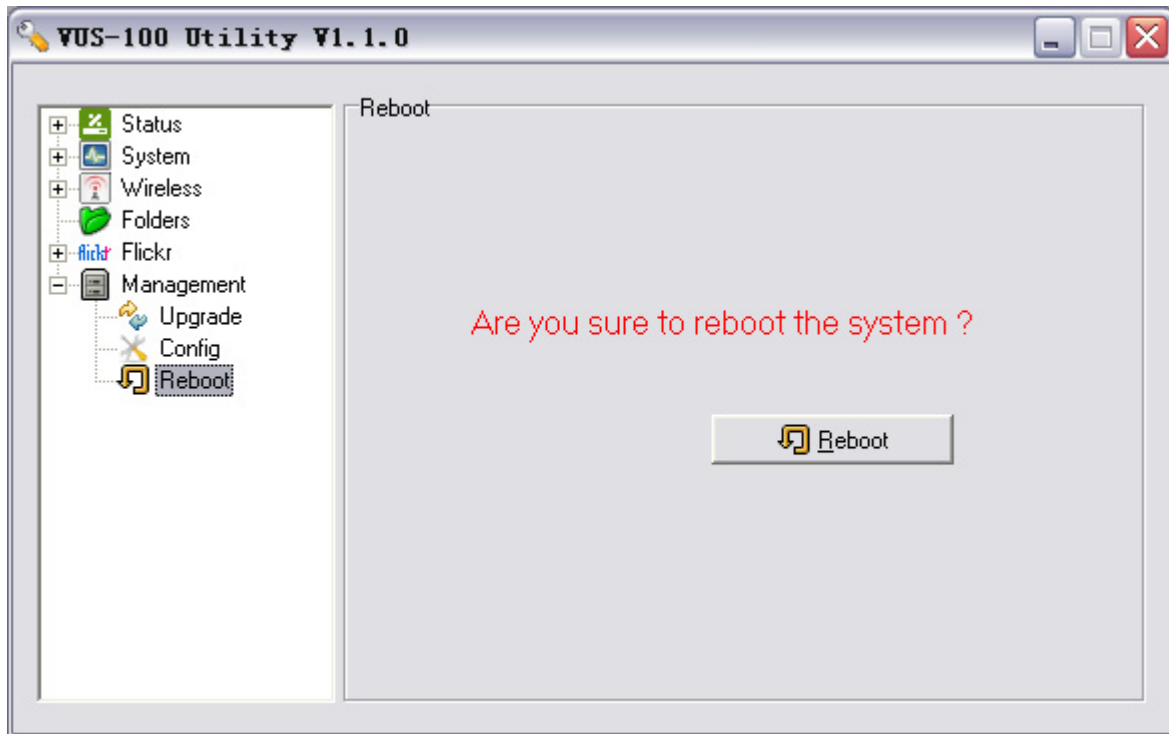 VUS-100 Utility V1.1.0
Reboot
Status
System
Wireless
Folders
flickr Flickr
Management
Upgrade
Config
Reboot
Are you sure to reboot the system ?
Reboot